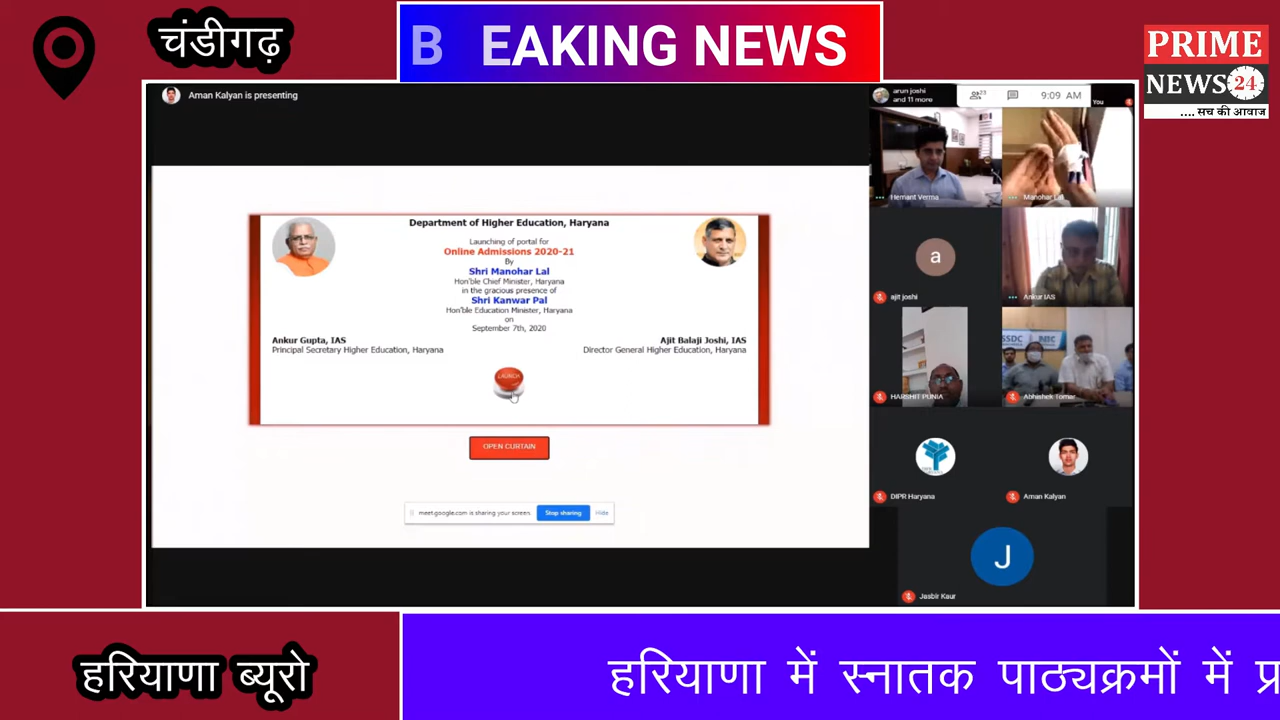 चंडीगढ़
B EAKING NEWS
PRIME
NEWS 24
.... सच की आवाज
Aman Kalyan is presenting
arun joshi
and 11 more
23
9:09 AM
You
Department of Higher Education, Haryana
Launching of portal for
Online Admissions 2020-21
By
Shri Manohar Lal
Hon'ble Chief Minister, Haryana
in the gracious presence of
Shri Kanwar Pal
Hon'ble Education Minister, Haryana
on
September 7th, 2020
Ankur Gupta, IAS
Principal Secretary Higher Education, Haryana
Ajit Balaji Joshi, IAS
Director General Higher Education, Haryana
LAUNCH
OPEN CURTAIN
meet.google.com is sharing your screen.
Stop sharing
Hide
Hemant Verma
Manohar Lal
a
ajit joshi
Ankur IAS
HARSHIT PUNIA
SSDC
NIC
Abhishek Tomar
DIPR Haryana
Aman Kalyan
J
Jasbir Kaur
हरियाणा ब्यूरो
हरियाणा में स्नातक पाठ्यक्रमों में प्र